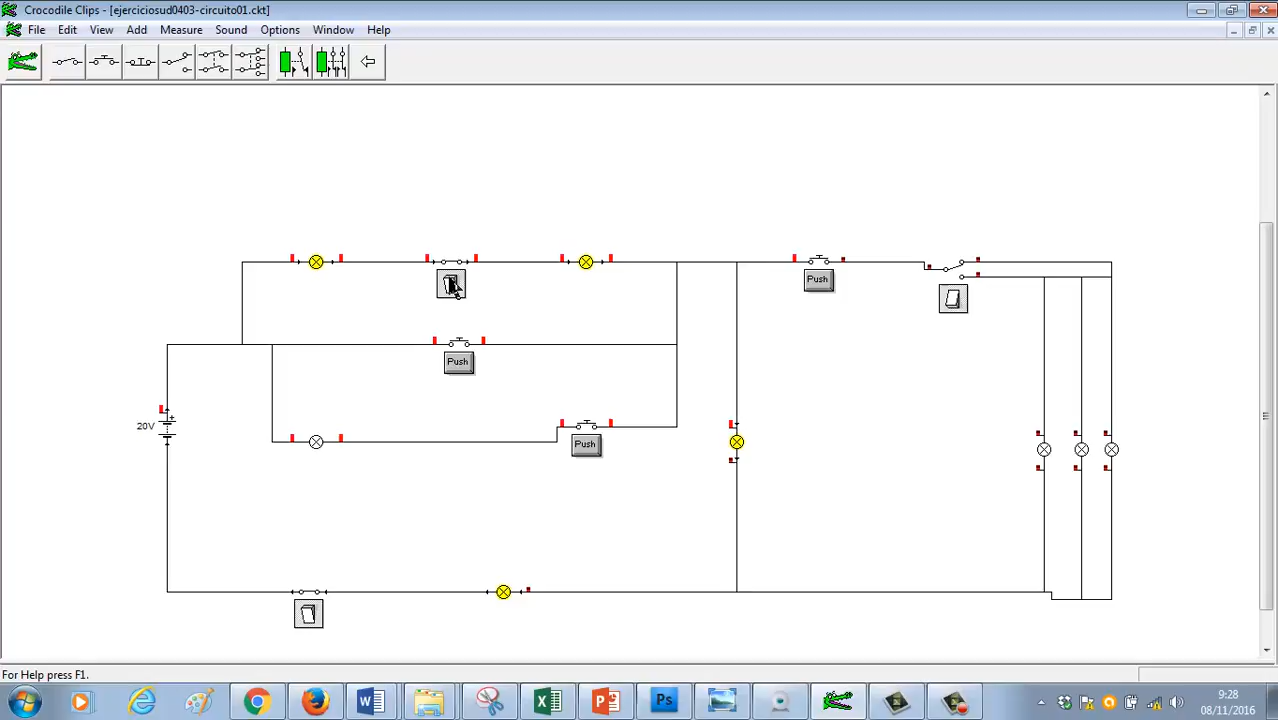 Crocodile Clips - [ejerciciosud0403-circuito01.ckt]
File Edit View Add Measure Sound Options Window Help
Push
Push
20V
+
Push
For Help press F1.
9:28
08/11/2016